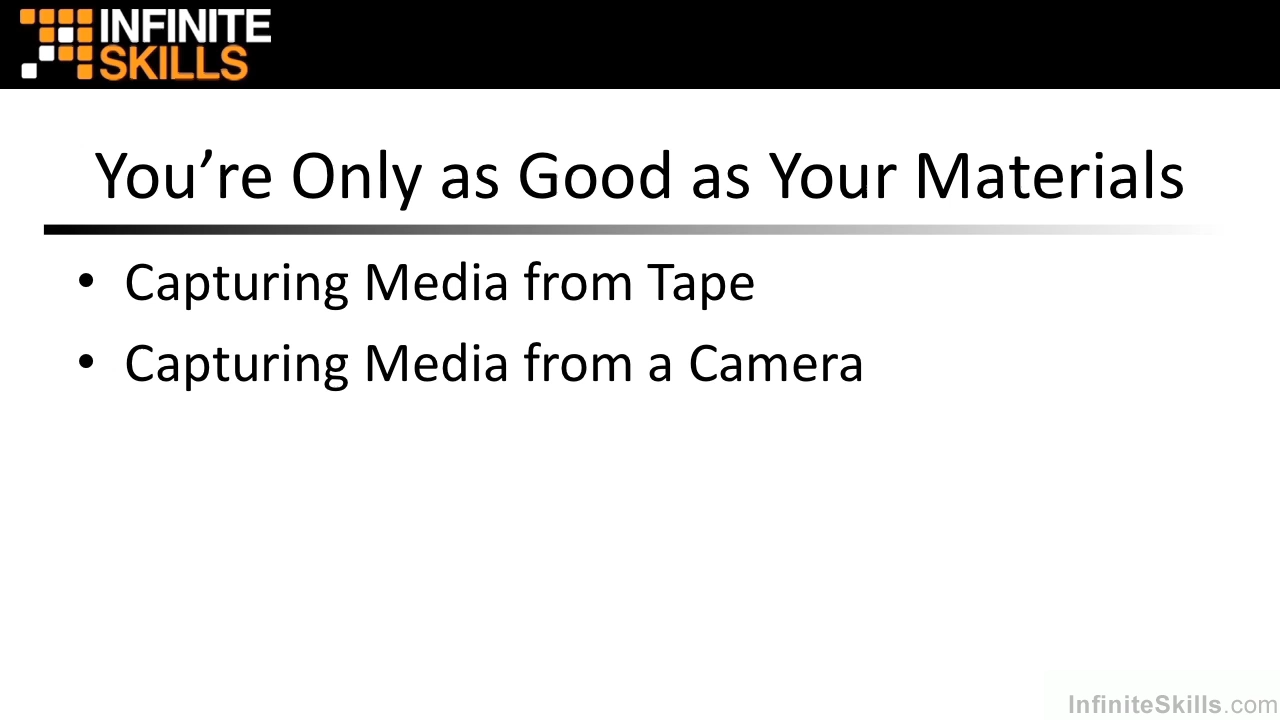 INFINITE
SKILLS
You’re Only as Good as Your Materials
• Capturing Media from Tape
• Capturing Media from a Camera
InfiniteSkills.com